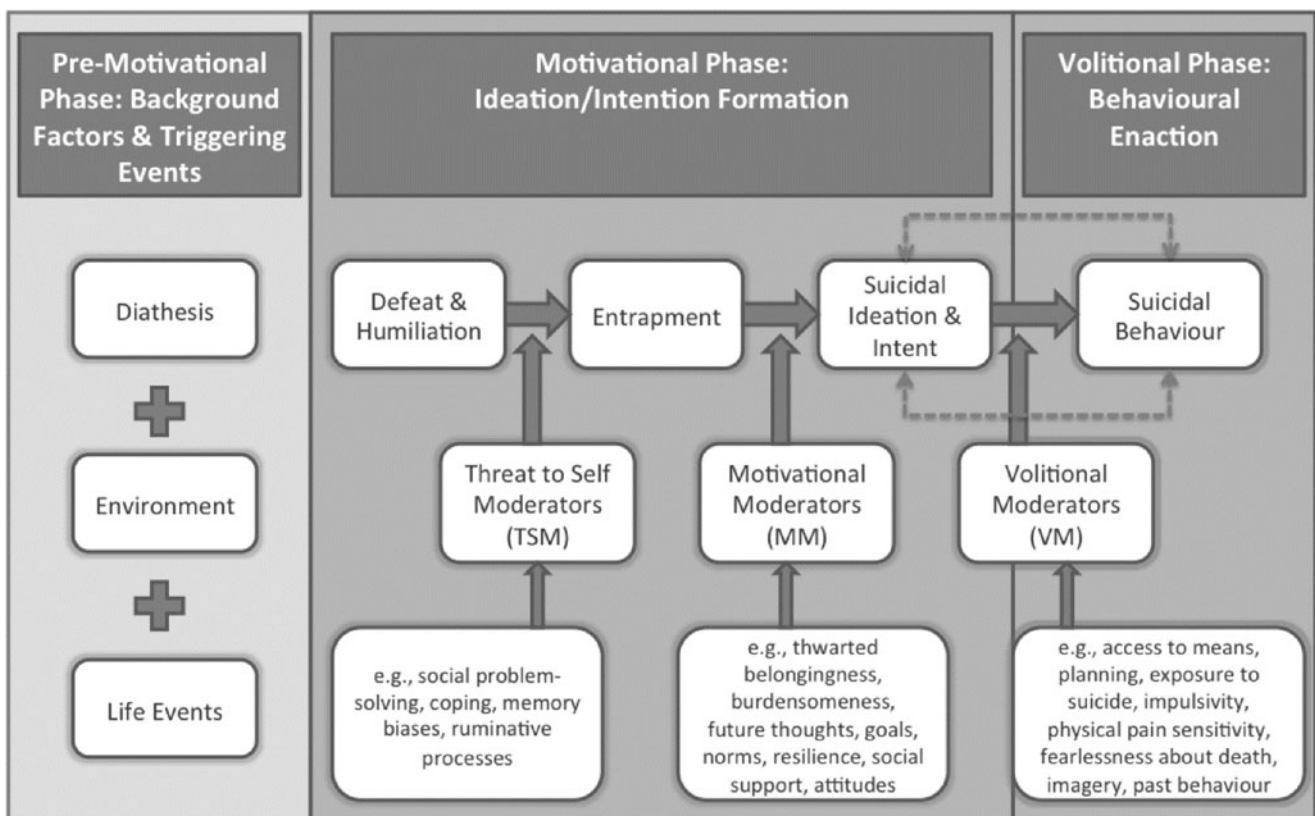 Pre-Motivational
Phase: Background
Factors & Triggering
Events
Motivational Phase:
Ideation/Intention Formation
Volitional Phase:
Behavioural
Enaction
Diathesis
Environment
Life Events
Defeat &
Humiliation
Entrapment
Suicidal
Ideation &
Intent
Suicidal
Behaviour
Threat to Self
Moderators
(TSM)
Motivational
Moderators
(MM)
Volitional
Moderators
(VM)
e.g., social problem-
solving, coping, memory
biases, ruminative
processes
e.g., thwarted
belongingness,
burdensomeness,
future thoughts, goals,
norms, resilience, social
support, attitudes
e.g., access to means,
planning, exposure to
suicide, impulsivity,
physical pain sensitivity,
fearlessness about death,
imagery, past behaviour